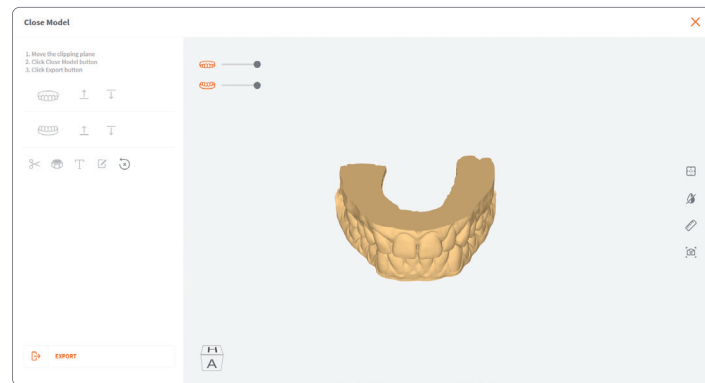 Close Model
1. Move the clipping plane
2. Click Close Model button
3. Click Export button
T
EXPORT
H
A